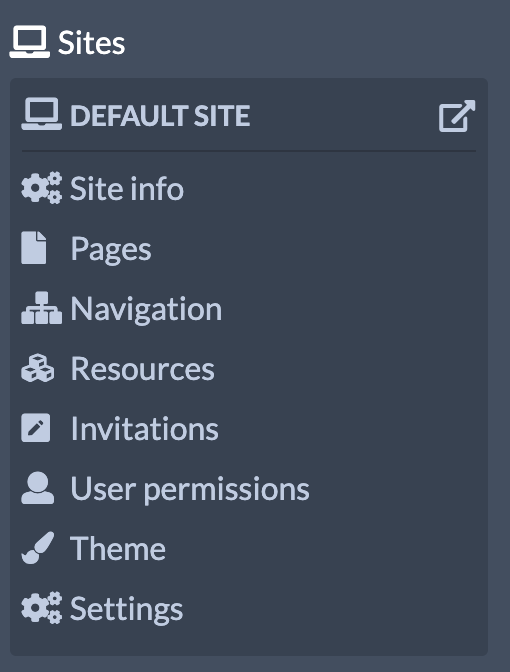 Sites
DEFAULT SITE
Site info
Pages
Navigation
Resources
Invitations
User permissions
Theme
Settings